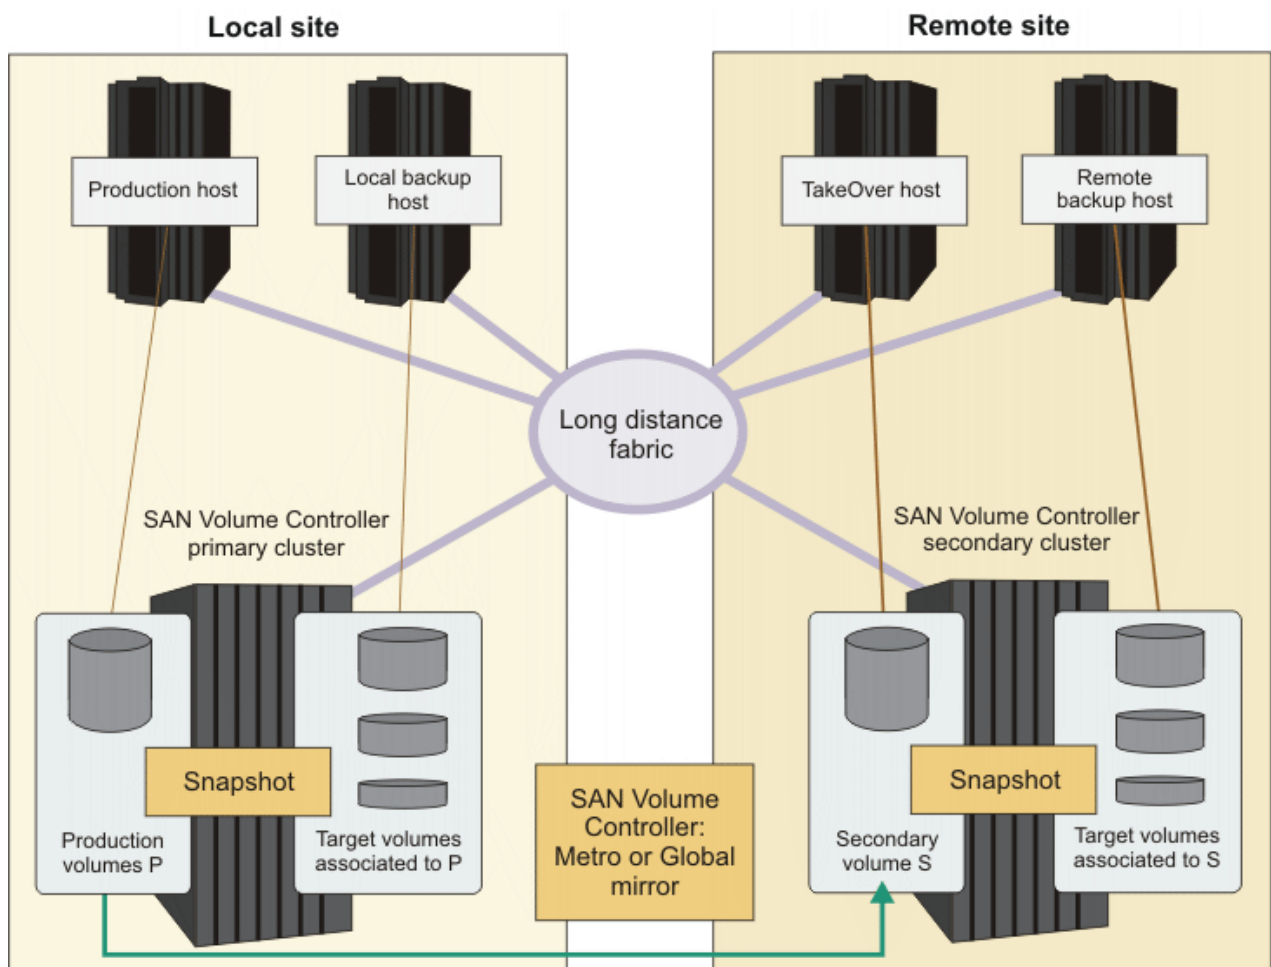 Local site
Remote site
Production host
Local backup
host
TakeOver host
Remote
backup host
Long distance
fabric
SAN Volume Controller
primary cluster
SAN Volume Controller
secondary cluster
Snapshot
Production
volumes P
Target volumes
associated to P
SAN Volume
Controller:
Metro or Global
mirror
Snapshot
Secondary
volume S
Target volumes
associated to S